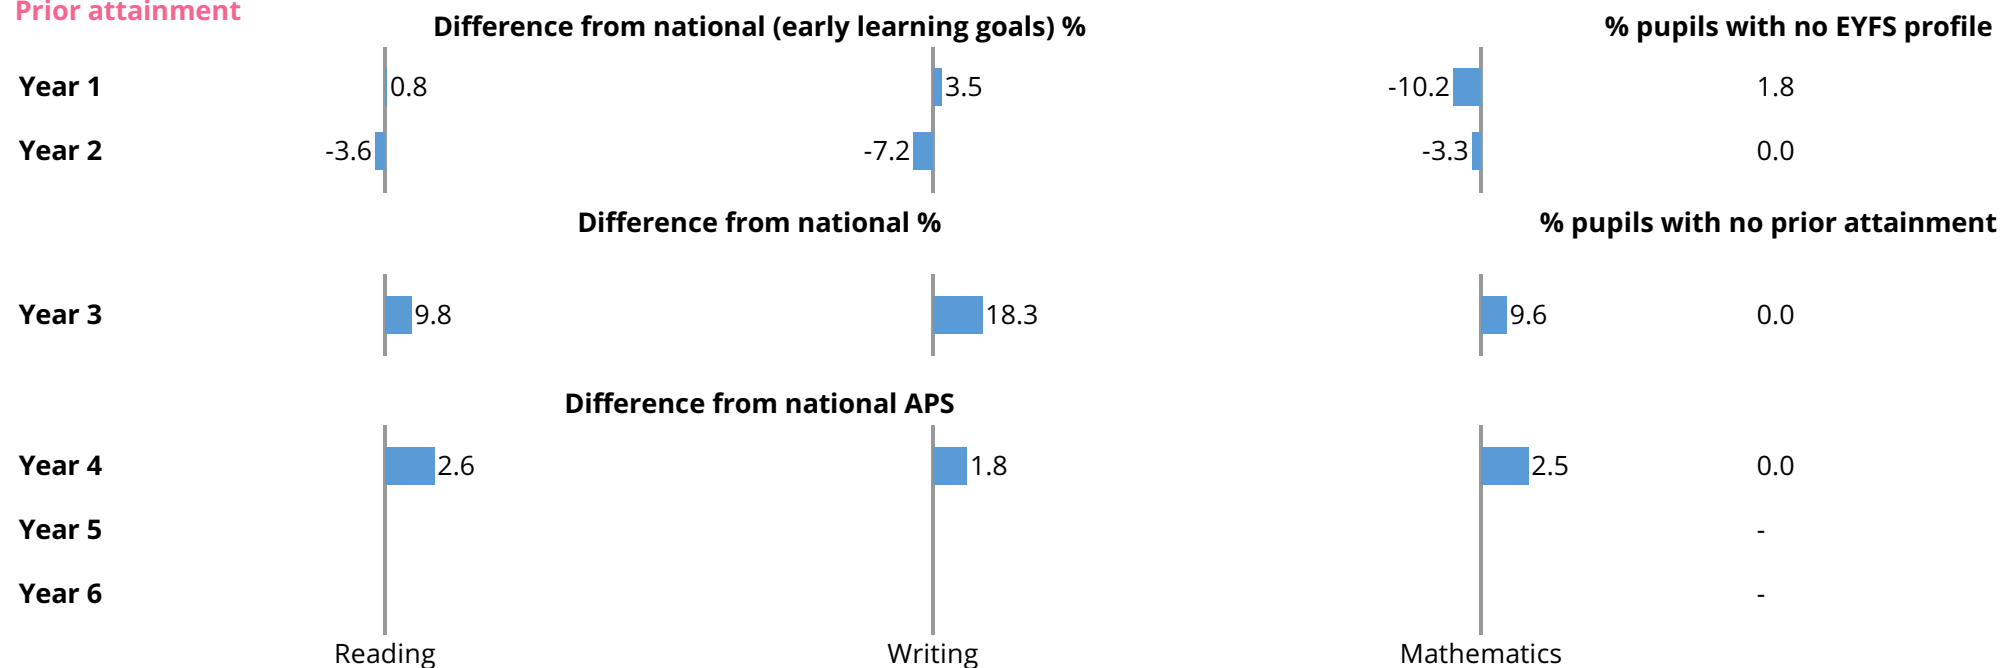 Prior attainment
Difference from national (early learning goals) % % pupils with no EYFS profile
Year 1 0.8 3.5 -10.2 1.8
Year 2 -3.6 -7.2 -3.3 0.0
Difference from national % % pupils with no prior attainment
Year 3 9.8 18.3 9.6 0.0
Difference from national APS
Year 4 2.6 1.8 2.5 0.0
Year 5 -
Year 6 -
Reading Writing Mathematics